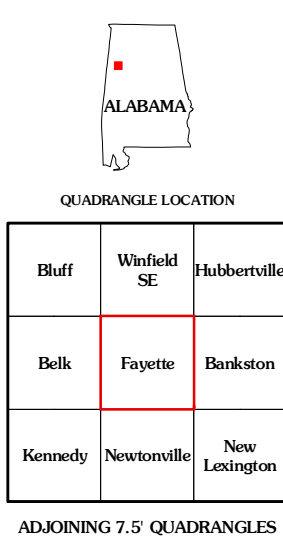 ALABAMA
QUADRANGLE LOCATION
Bluff
Winfield
SE
Hubbertville
Belk
Fayette
Bankston
Kennedy
Newtonville
New
Lexington
ADJOINING 7.5' QUADRANGLES